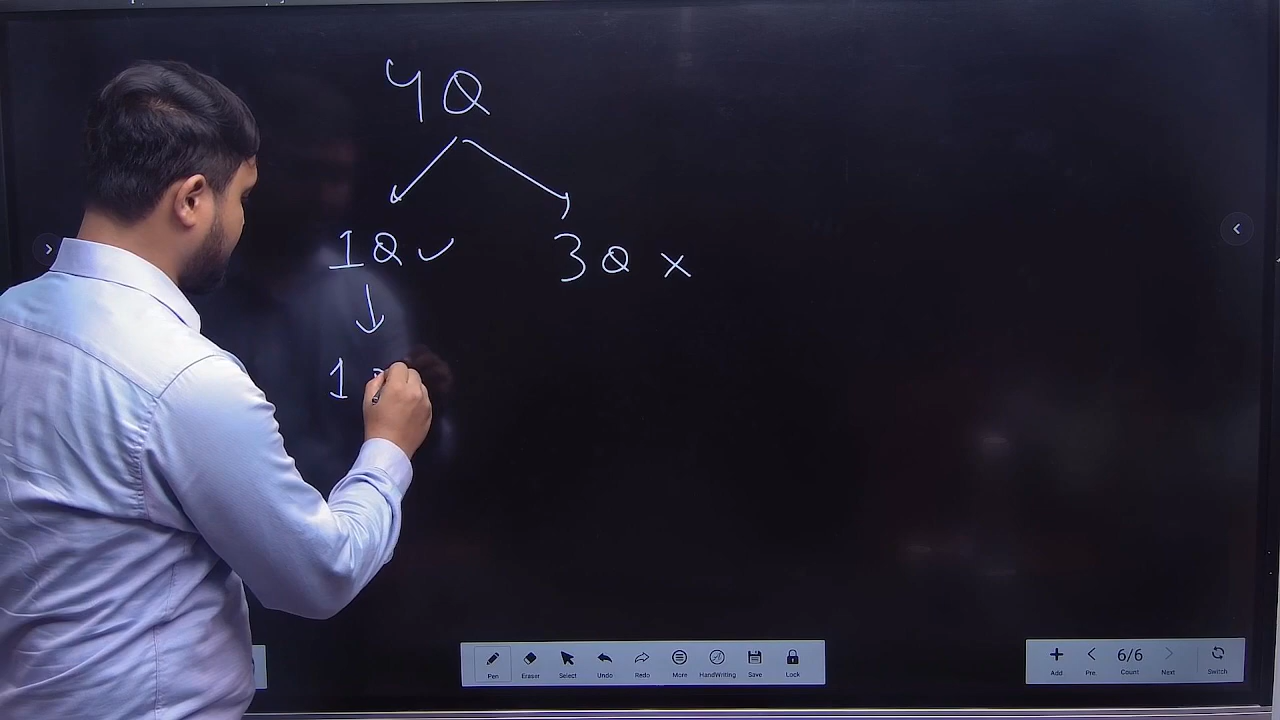 4Q
1Q ✓ 3Q ×
1
Pen Eraser Select Undo Redo More HandWriting Save Lock
6/6
Add Pre. Count Next Switch